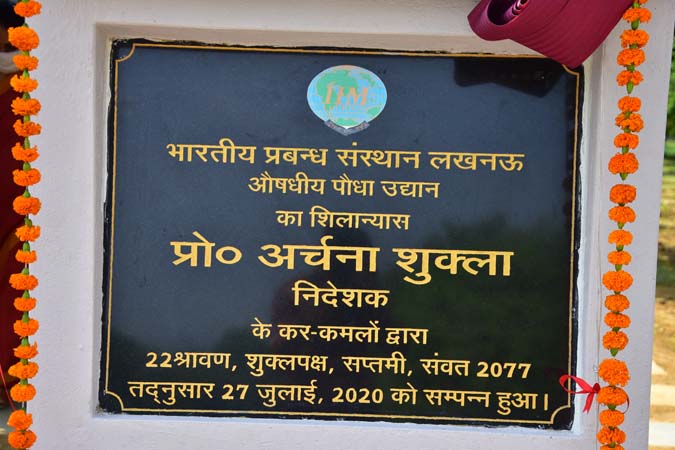 IIM
भारतीय प्रबन्ध संस्थान लखनऊ
औषधीय पौधा उद्यान
का शिलान्यास
प्रो० अर्चना शुक्ला
निदेशक
के कर-कमलों द्वारा
22श्रावण, शुक्लपक्ष, सप्तमी, संवत 2077
तद्नुसार 27 जुलाई, 2020 को सम्पन्न हुआ।